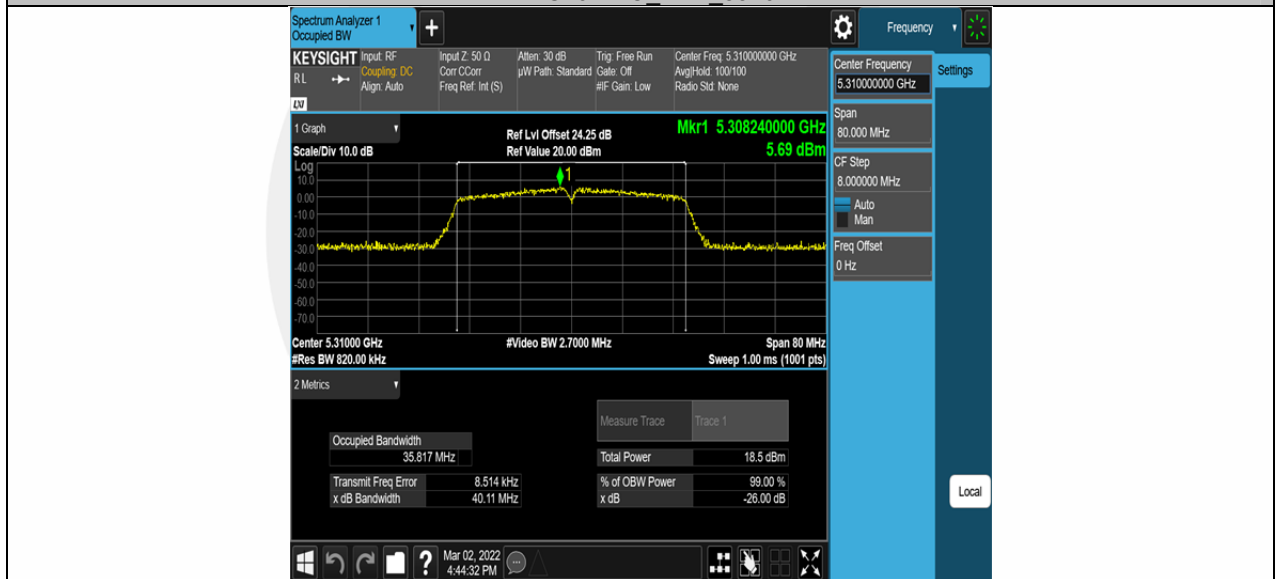 Spectrum Analyzer 1
Occupied BW
+
Frequency
KEYSIGHT
RL
LXI
Input: RF
Coupling: DC
Align: Auto
Input Z: 50 Ω
Corr CCorr
Freq Ref: Int (S)
Atten: 30 dB
µW Path: Standard
Trig: Free Run
Gate: Off
#IF Gain: Low
Center Freq: 5.310000000 GHz
Avg|Hold: 100/100
Radio Std: None
Center Frequency
5.310000000 GHz
Settings
Span
80.000 MHz
CF Step
8.000000 MHz
Auto
Man
Freq Offset
0 Hz
Local
1 Graph
Scale/Div 10.0 dB
Ref Lvl Offset 24.25 dB
Ref Value 20.00 dBm
Mkr1 5.308240000 GHz
5.69 dBm
Log
10.0
0.00
-10.0
-20.0
-30.0
-40.0
-50.0
-60.0
-70.0
1
Center 5.31000 GHz
#Video BW 2.7000 MHz
Span 80 MHz
#Res BW 820.00 kHz
Sweep 1.00 ms (1001 pts)
2 Metrics
Measure Trace
Trace 1
Occupied Bandwidth
35.817 MHz
Total Power
18.5 dBm
Transmit Freq Error
8.514 kHz
% of OBW Power
99.00 %
x dB Bandwidth
40.11 MHz
x dB
-26.00 dB
?
Mar 02, 2022
4:44:32 PM